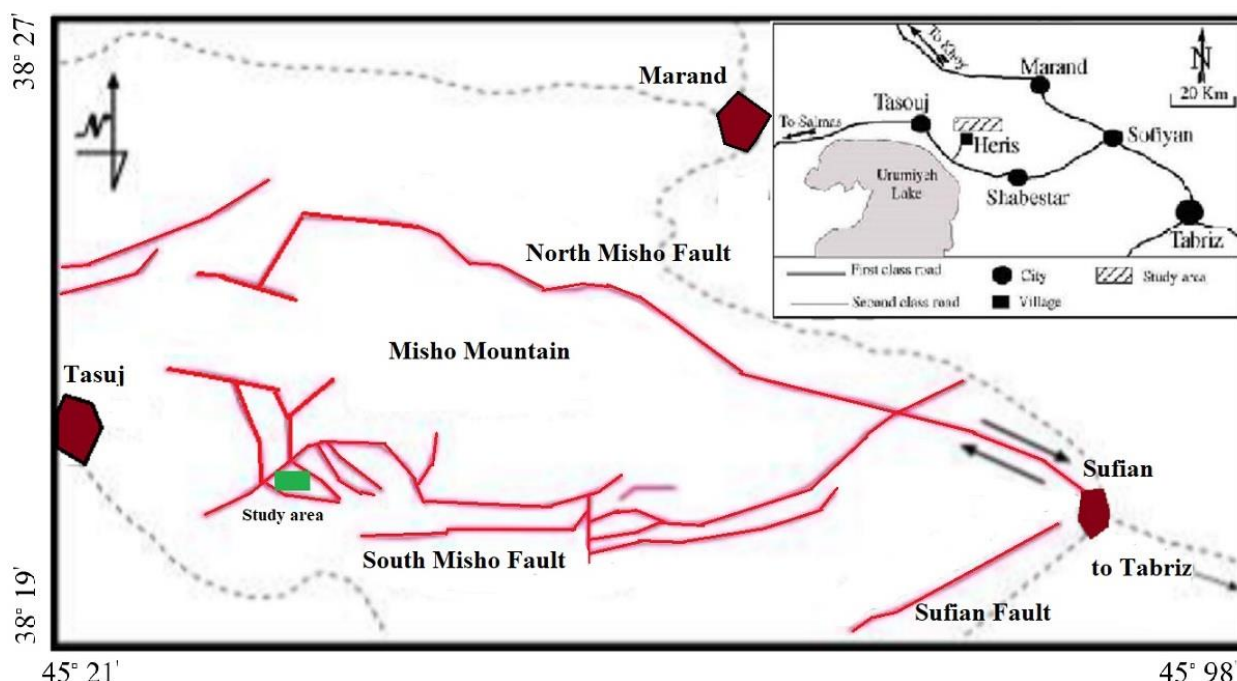 38° 27'
Marand
North Misho Fault
Misho Mountain
Tasuj
Study area
South Misho Fault
Sufian
to Tabriz
Sufian Fault
38° 19'
45° 21'
45° 98'
To Khoy
N
20 Km
Marand
Tasouj
To Salmas
Heris
Sofiyan
Urumiyeh
Lake
Shabestar
Tabriz
First class road
City
Study area
Second class road
Village